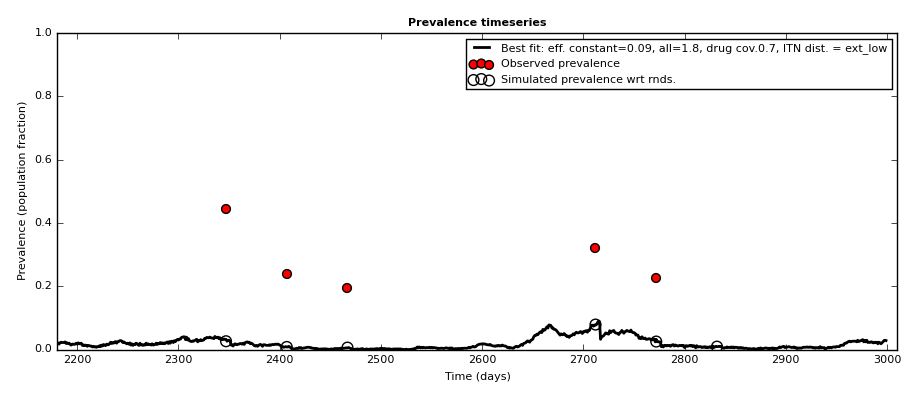 Prevalence timeseries
Best fit: eff. constant=0.09, all=1.8, drug cov.0.7, ITN dist. = ext_low
Observed prevalence
Simulated prevalence wrt rnds.
Prevalence (population fraction)
1.0
0.8
0.6
0.4
0.2
0.0
2200 2300 2400 2500 2600 2700 2800 2900 3000
Time (days)